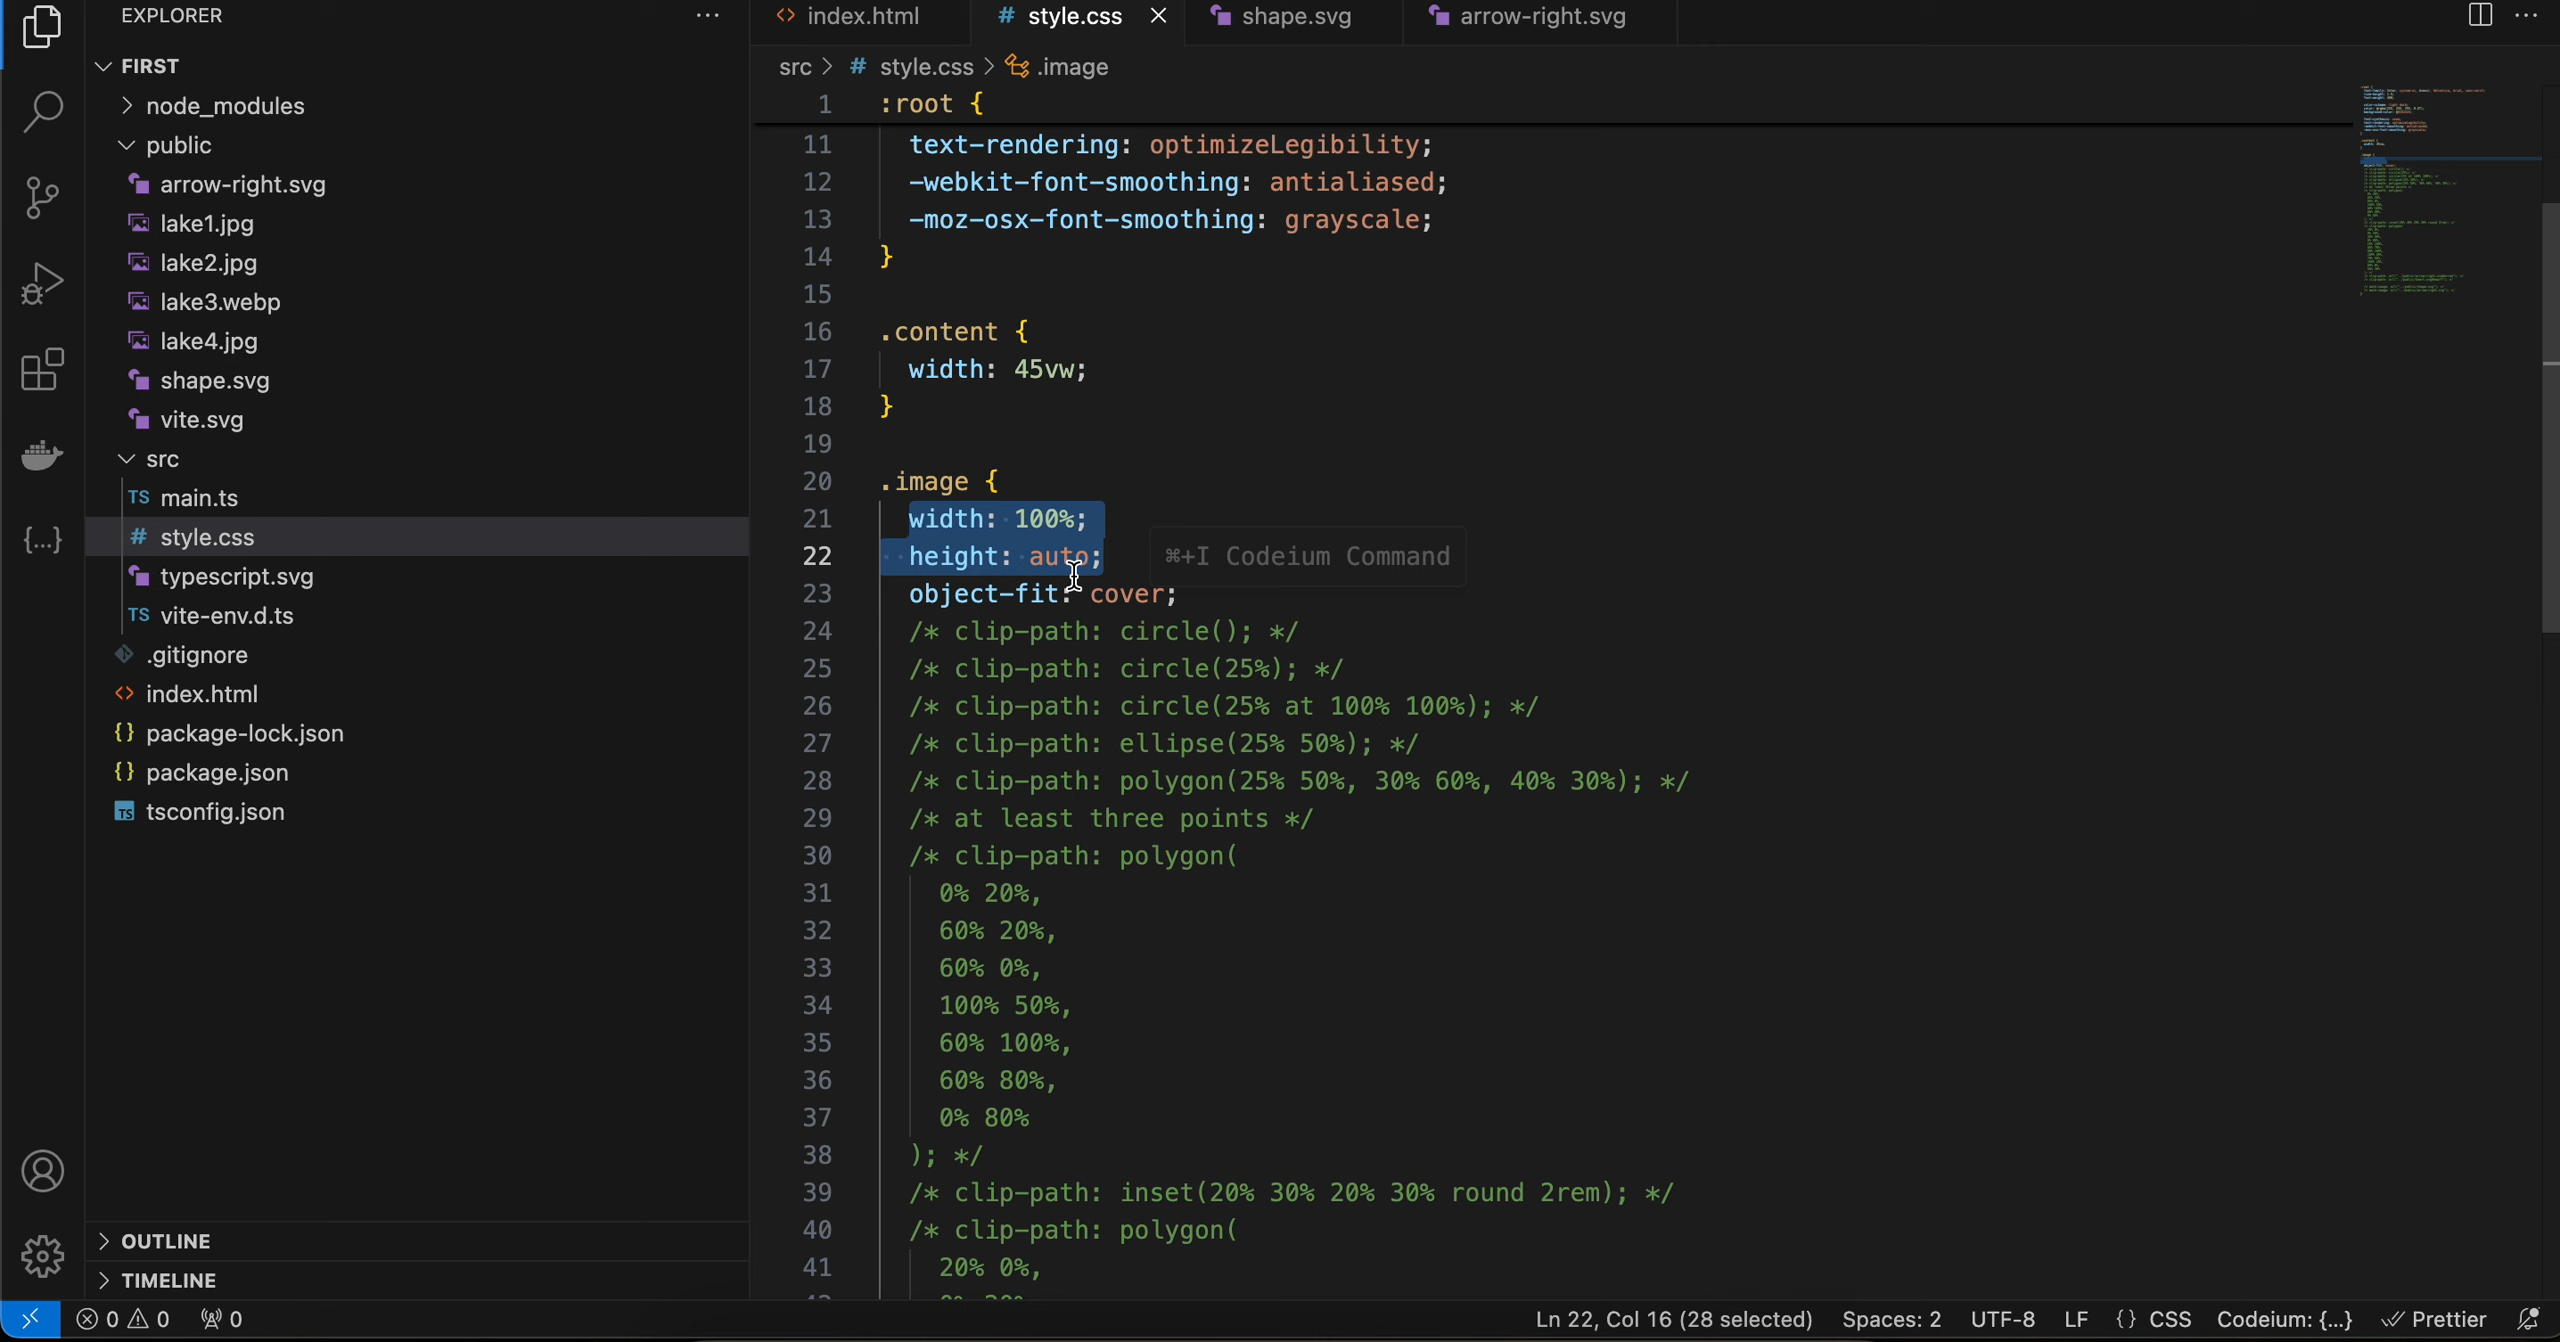 EXPLORER
FIRST
node_modules
public
arrow-right.svg
lake1.jpg
lake2.jpg
lake3.webp
lake4.jpg
shape.svg
vite.svg
src
TS main.ts
# style.css
typescript.svg
TS vite-env.d.ts
.gitignore
<> index.html
{} package-lock.json
{} package.json
TS tsconfig.json
OUTLINE
TIMELINE
<> index.html # style.css shape.svg arrow-right.svg
src > # style.css > .image
1 :root {
11 text-rendering: optimizeLegibility;
12 -webkit-font-smoothing: antialiased;
13 -moz-osx-font-smoothing: grayscale;
14 }
15
16 .content {
17 width: 45vw;
18 }
19
20 .image {
21 width: 100%;
22 height: auto; ⌘+I Codeium Command
23 object-fit: cover;
24 /* clip-path: circle(); */
25 /* clip-path: circle(25%); */
26 /* clip-path: circle(25% at 100% 100%); */
27 /* clip-path: ellipse(25% 50%); */
28 /* clip-path: polygon(25% 50%, 30% 60%, 40% 30%); */
29 /* at least three points */
30 /* clip-path: polygon(
31 0% 20%,
32 60% 20%,
33 60% 0%,
34 100% 50%,
35 60% 100%,
36 60% 80%,
37 0% 80%
38 ); */
39 /* clip-path: inset(20% 30% 20% 30% round 2rem); */
40 /* clip-path: polygon(
41 20% 0%,
0 0 0 Ln 22, Col 16 (28 selected) Spaces: 2 UTF-8 LF {} CSS Codeium: {...} Prettier